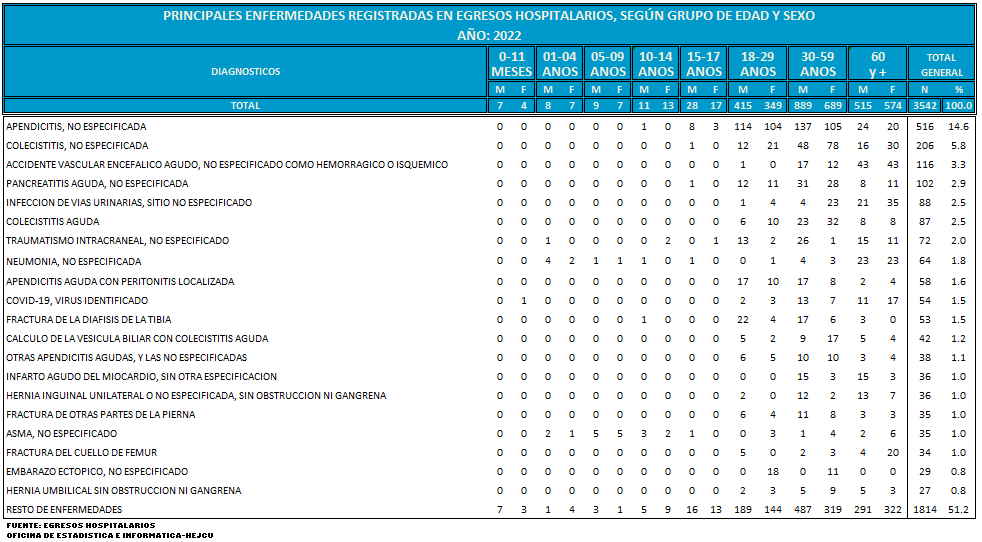 PRINCIPALES ENFERMEDADES REGISTRADAS EN EGRESOS HOSPITALARIOS, SEGÚN GRUPO DE EDAD Y SEXO
AÑO: 2022
DIAGNOSTICOS 0-11 MESES 01-04 ANOS 05-09 ANOS 10-14 ANOS 15-17 ANOS 18-29 ANOS 30-59 ANOS 60 y + TOTAL GENERAL
M F M F M F M F M F M F M F M F N %
TOTAL 7 4 8 7 9 7 11 13 28 17 415 349 889 689 515 574 3542 100.0
APENDICITIS, NO ESPECIFICADA 0 0 0 0 0 0 1 0 8 3 114 104 137 105 24 20 516 14.6
COLECISTITIS, NO ESPECIFICADA 0 0 0 0 0 0 0 0 1 0 12 21 48 78 16 30 206 5.8
ACCIDENTE VASCULAR ENCEFALICO AGUDO, NO ESPECIFICADO COMO HEMORRAGICO O ISQUEMICO 0 0 0 0 0 0 0 0 0 0 1 0 17 12 43 43 116 3.3
PANCREATITIS AGUDA, NO ESPECIFICADA 0 0 0 0 0 0 0 0 1 0 12 11 31 28 8 11 102 2.9
INFECCION DE VIAS URINARIAS, SITIO NO ESPECIFICADO 0 0 0 0 0 0 0 0 0 0 1 4 4 23 21 35 88 2.5
COLECISTITIS AGUDA 0 0 0 0 0 0 0 0 0 0 6 10 23 32 8 8 87 2.5
TRAUMATISMO INTRACRANEAL, NO ESPECIFICADO 0 0 1 0 0 0 0 2 0 1 13 2 26 1 15 11 72 2.0
NEUMONIA, NO ESPECIFICADA 0 0 4 2 1 1 1 0 1 0 0 1 4 3 23 23 64 1.8
APENDICITIS AGUDA CON PERITONITIS LOCALIZADA 0 0 0 0 0 0 0 0 0 0 17 10 17 8 2 4 58 1.6
COVID-19, VIRUS IDENTIFICADO 0 1 0 0 0 0 0 0 0 0 2 3 13 7 11 17 54 1.5
FRACTURA DE LA DIAFISIS DE LA TIBIA 0 0 0 0 0 0 1 0 0 0 22 4 17 6 3 0 53 1.5
CALCULO DE LA VESICULA BILIAR CON COLECISTITIS AGUDA 0 0 0 0 0 0 0 0 0 0 5 2 9 17 5 4 42 1.2
OTRAS APENDICITIS AGUDAS, Y LAS NO ESPECIFICADAS 0 0 0 0 0 0 0 0 0 0 6 5 10 10 3 4 38 1.1
INFARTO AGUDO DEL MIOCARDIO, SIN OTRA ESPECIFICACION 0 0 0 0 0 0 0 0 0 0 0 0 15 3 15 3 36 1.0
HERNIA INGUINAL UNILATERAL O NO ESPECIFICADA, SIN OBSTRUCCION NI GANGRENA 0 0 0 0 0 0 0 0 0 0 2 0 12 2 13 7 36 1.0
FRACTURA DE OTRAS PARTES DE LA PIERNA 0 0 0 0 0 0 0 0 0 0 6 4 11 8 3 3 35 1.0
ASMA, NO ESPECIFICADO 0 0 2 1 5 5 3 2 1 0 0 3 1 4 2 6 35 1.0
FRACTURA DEL CUELLO DE FEMUR 0 0 0 0 0 0 0 0 0 0 5 0 2 3 4 20 34 1.0
EMBARAZO ECTOPICO, NO ESPECIFICADO 0 0 0 0 0 0 0 0 0 0 0 18 0 11 0 0 29 0.8
HERNIA UMBILICAL SIN OBSTRUCCION NI GANGRENA 0 0 0 0 0 0 0 0 0 0 2 3 5 9 5 3 27 0.8
RESTO DE ENFERMEDADES 7 3 1 4 3 1 5 9 16 13 189 144 487 319 291 322 1814 51.2
FUENTE: EGRESOS HOSPITALARIOS
OFICINA DE ESTADISTICA E INFORMATICA-HEJCU